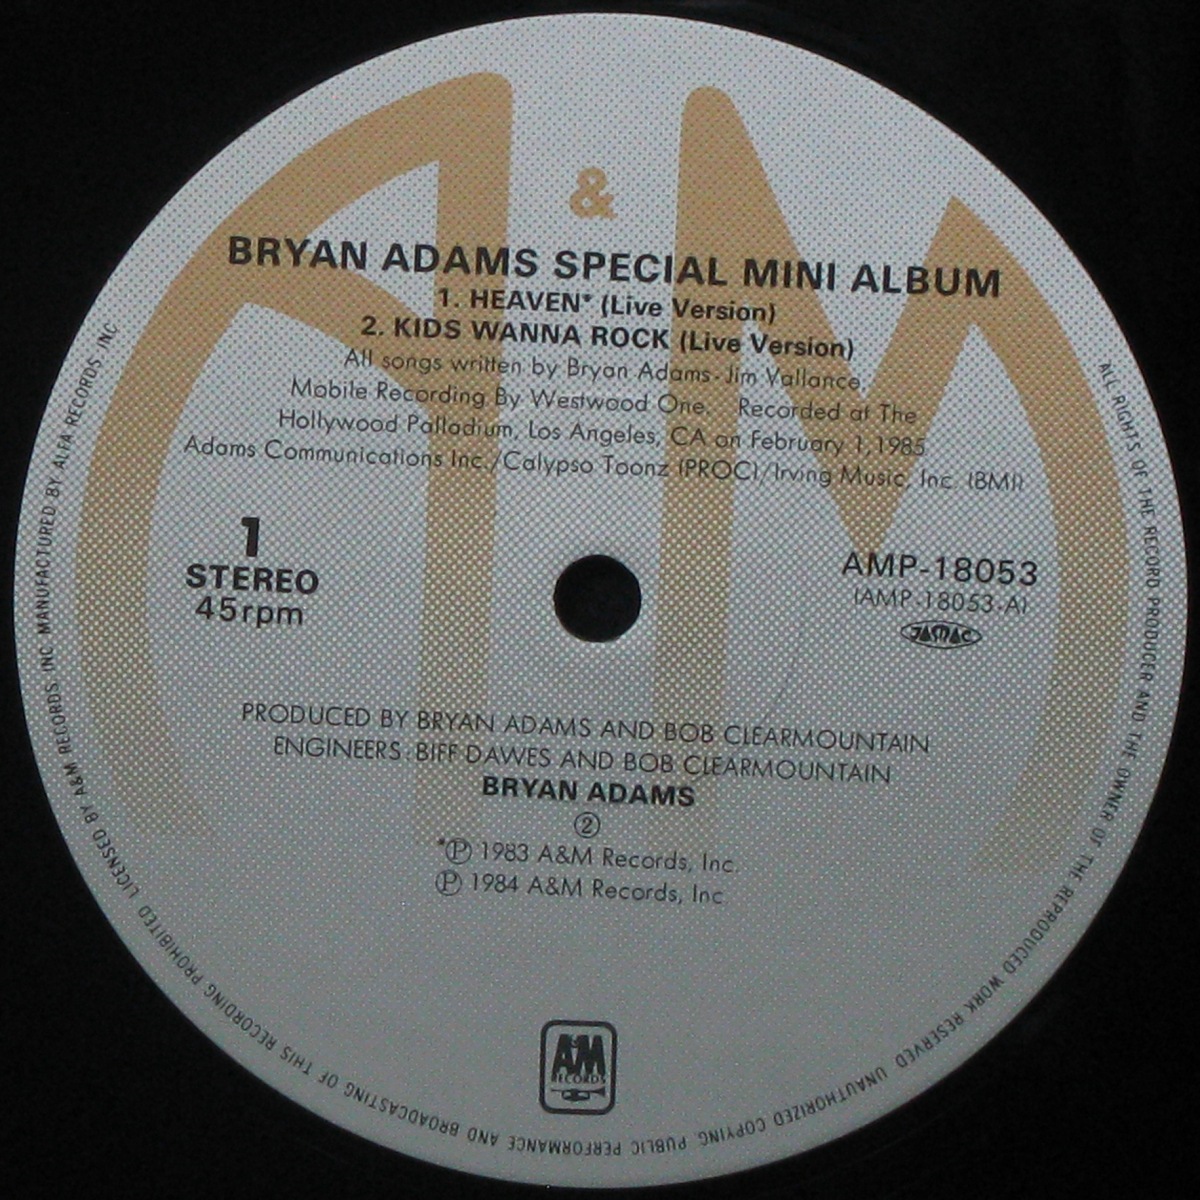 A & M
BRYAN ADAMS SPECIAL MINI ALBUM
1. HEAVEN* (Live Version)
2. KIDS WANNA ROCK (Live Version)
All songs written by Bryan Adams-Jim Vallance.
Mobile Recording By Westwood One. Recorded at The
Hollywood Palladium, Los Angeles, CA on February 1, 1985
Adams Communications Inc./Calypso Toonz (PROC)/Irving Music, Inc. (BMI)
1
STEREO
45rpm
AMP-18053
(AMP-18053-A)
JASRAC
PRODUCED BY BRYAN ADAMS AND BOB CLEARMOUNTAIN
ENGINEERS: BIFF DAWES AND BOB CLEARMOUNTAIN
BRYAN ADAMS
②
*Ⓟ 1983 A&M Records, Inc.
Ⓟ 1984 A&M Records, Inc.
A&M
RECORDS
ALL RIGHTS OF THE RECORD PRODUCER AND THE OWNER OF THE REPRODUCED WORK RESERVED UNAUTHORIZED COPYING, PUBLIC PERFORMANCE AND BROADCASTING OF THIS RECORDING PROHIBITED LICENSED BY A&M RECORDS, INC MANUFACTURED BY ALFA RECORDS, INC